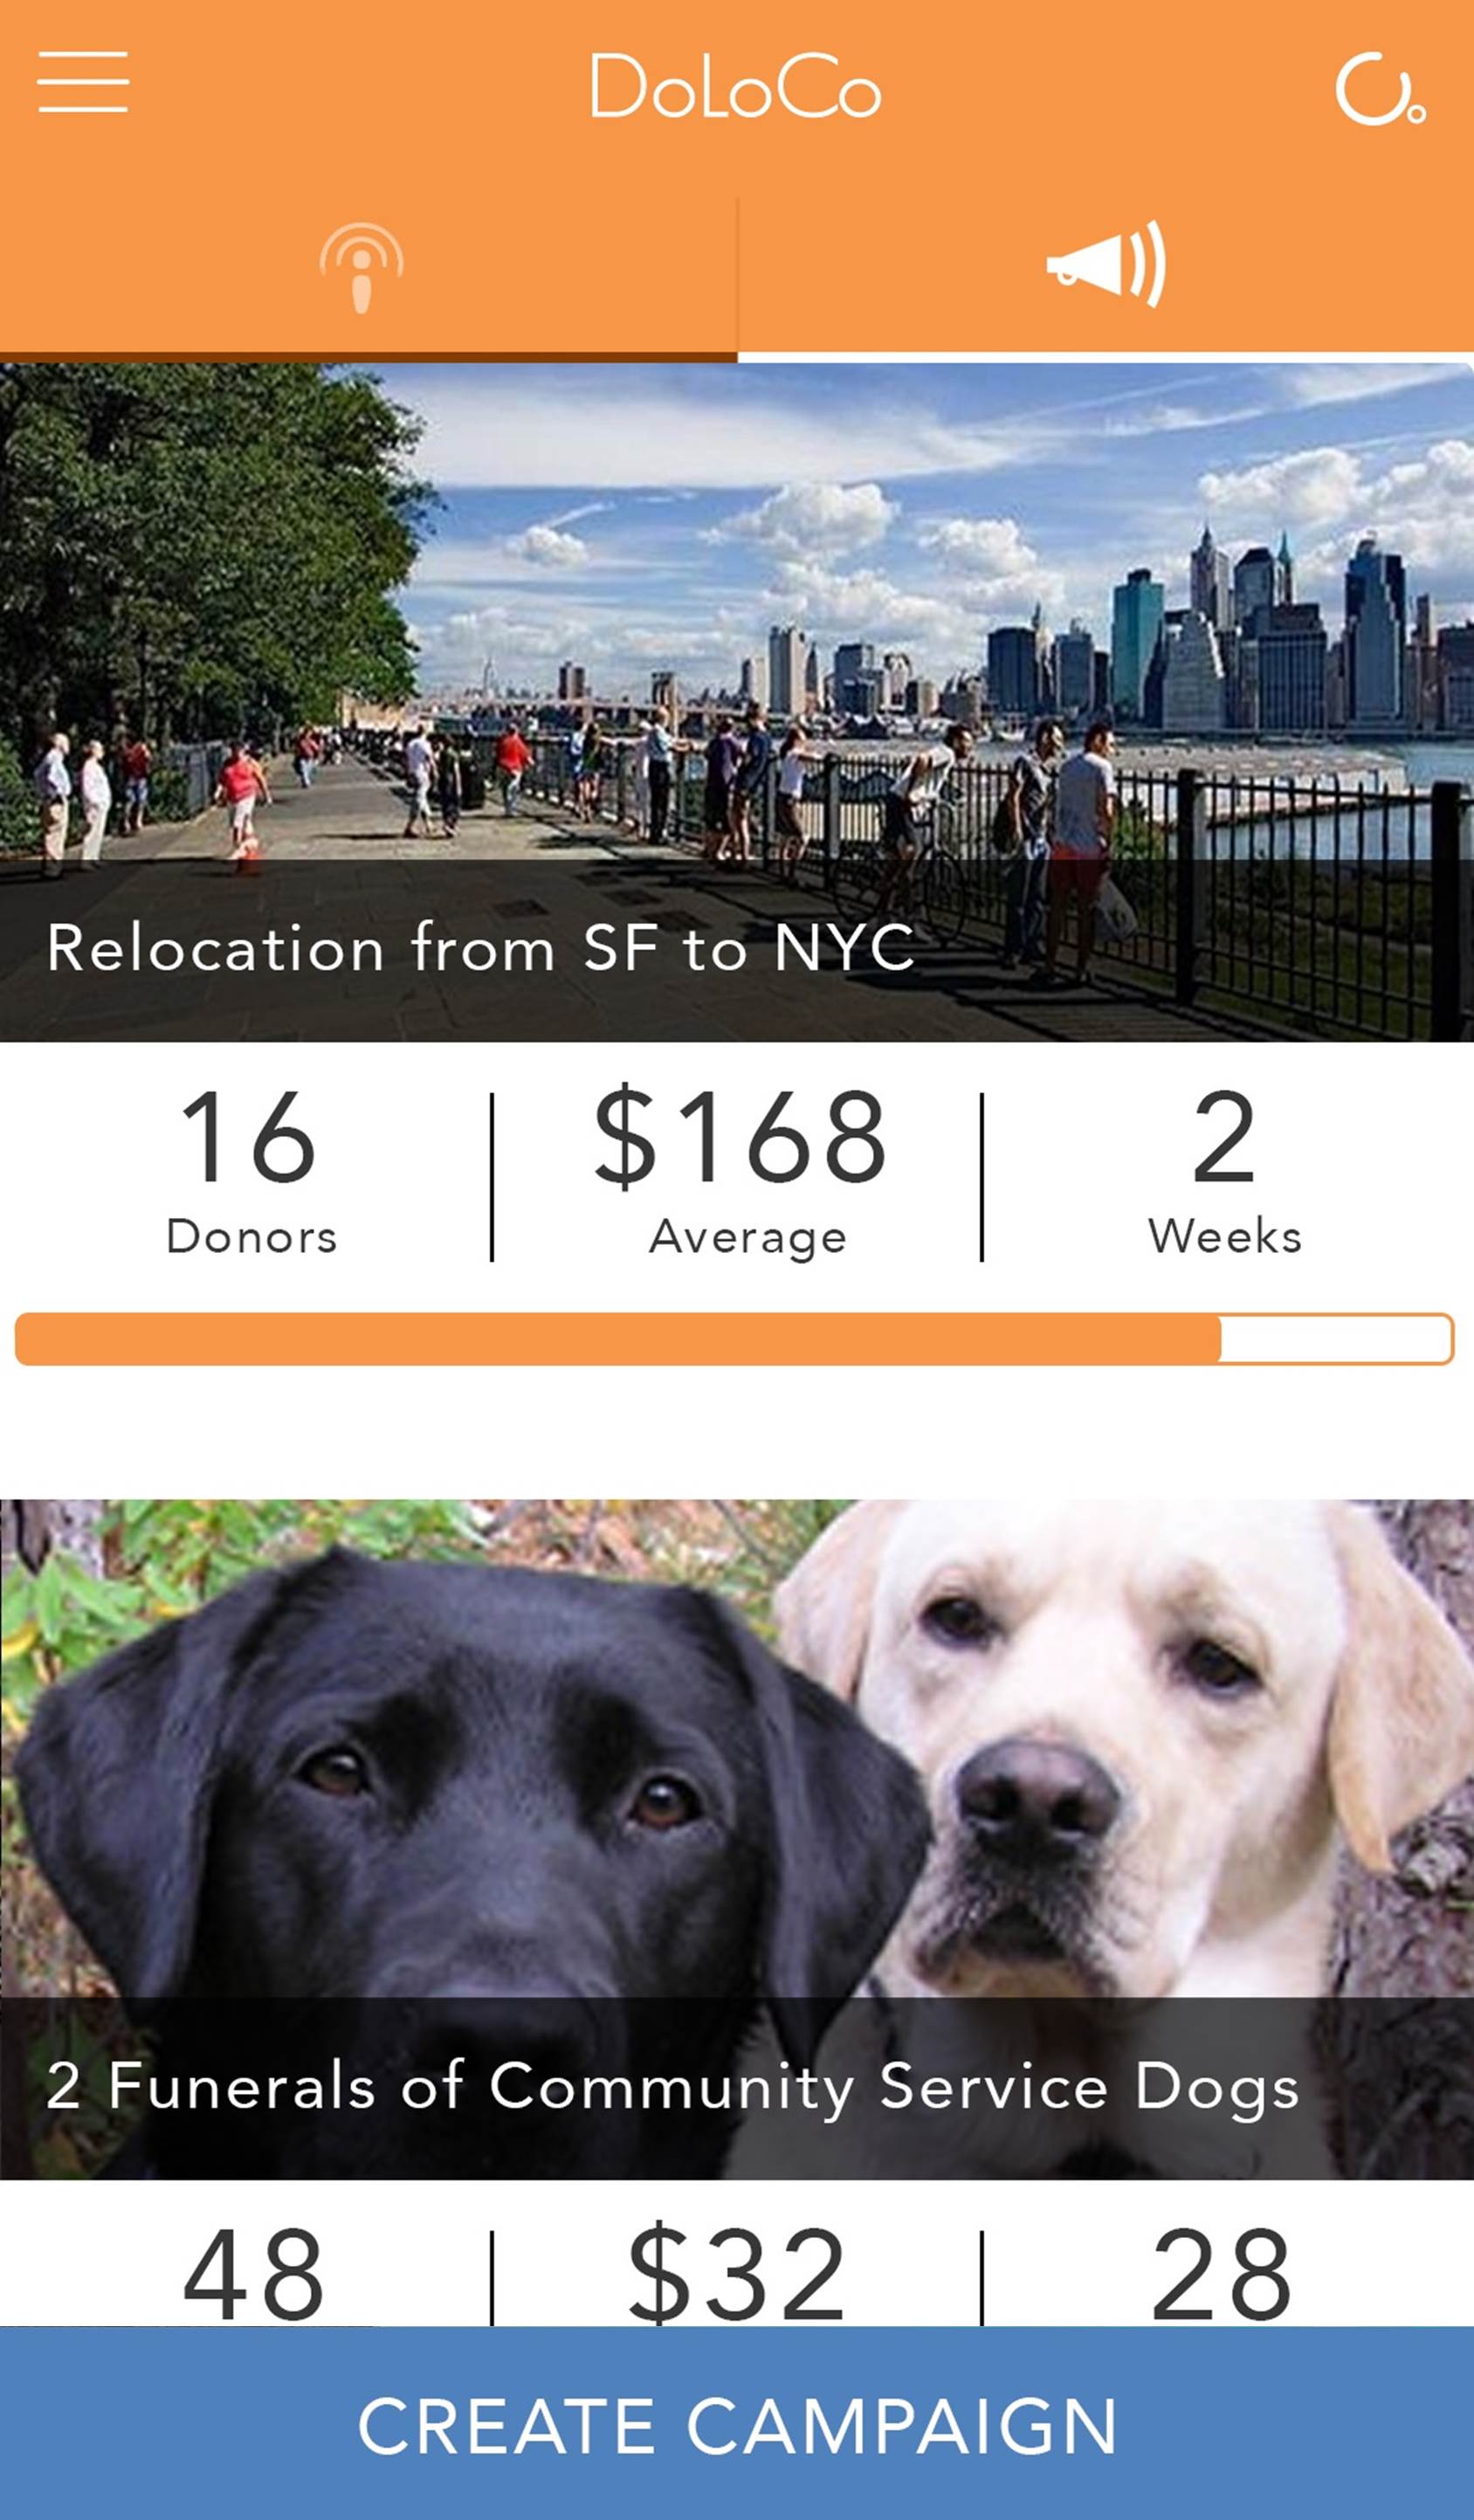 DoLoCo
Relocation from SF to NYC
16 $168 2
Donors Average Weeks
2 Funerals of Community Service Dogs
48 $32 28
CREATE CAMPAIGN